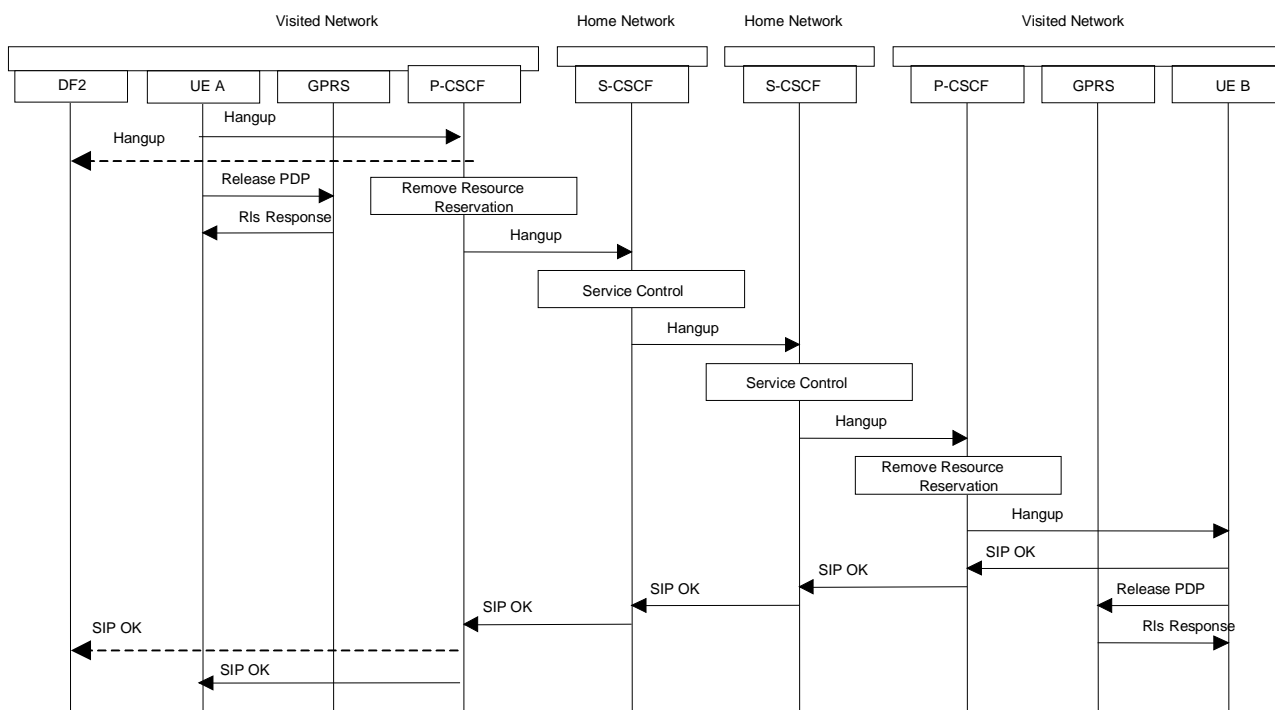 Visited Network
Home Network
Home Network
Visited Network
DF2
UE A
GPRS
P-CSCF
S-CSCF
S-CSCF
P-CSCF
GPRS
UE B
Hangup
Hangup
Release PDP
Remove Resource
Reservation
Rls Response
Hangup
Service Control
Hangup
Service Control
Hangup
Remove Resource
Reservation
Hangup
SIP OK
SIP OK
SIP OK
Release PDP
SIP OK
SIP OK
Rls Response
SIP OK